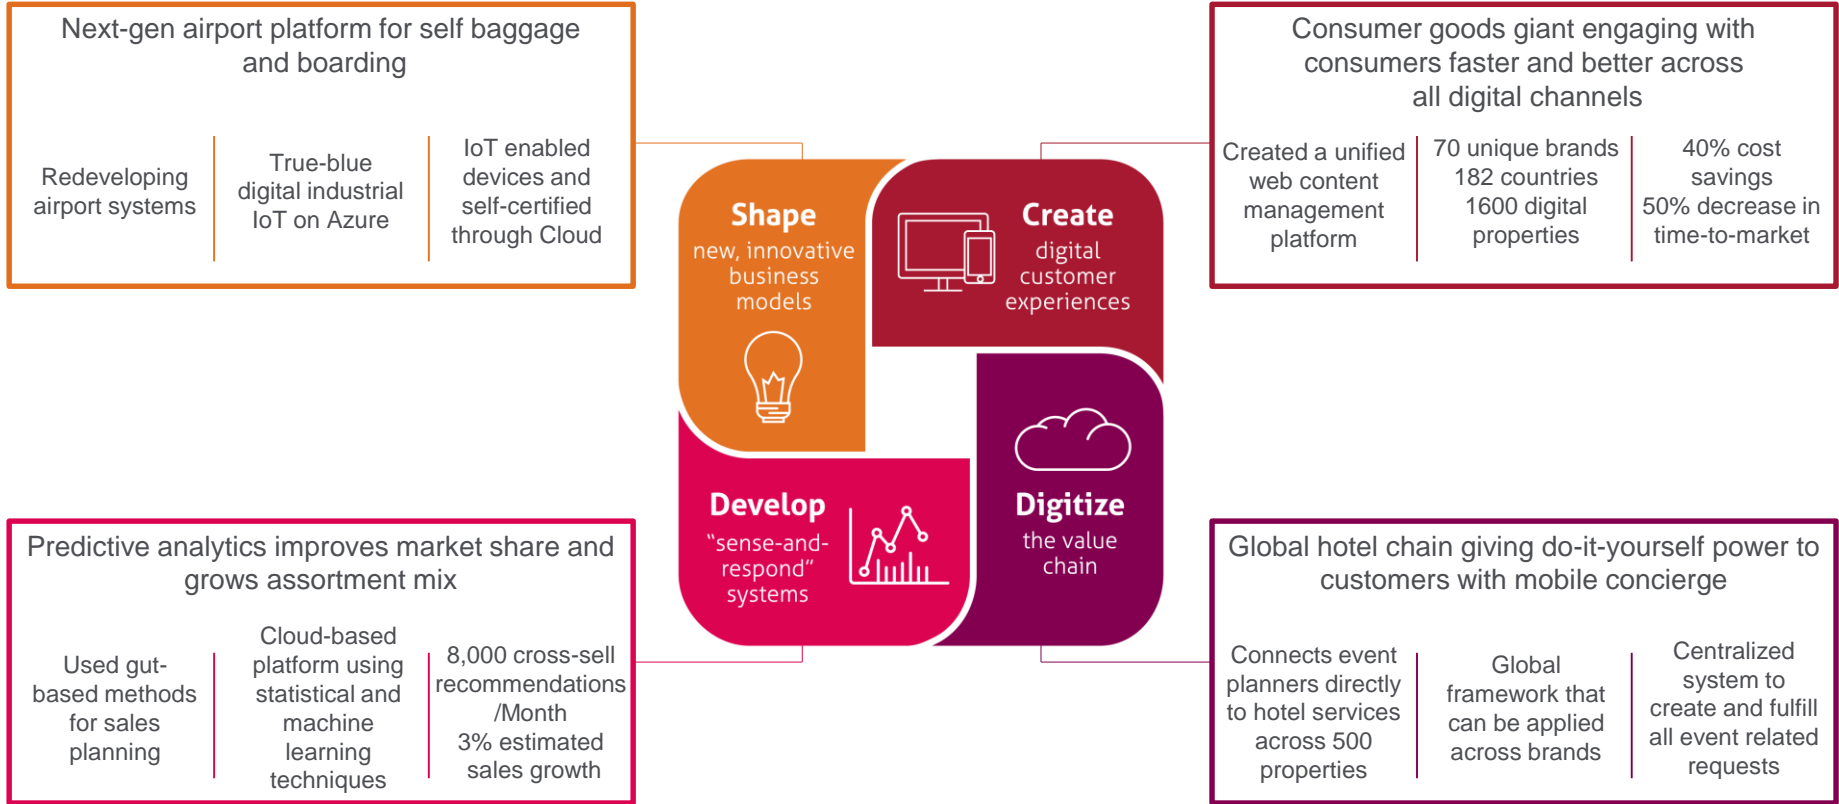 Next-gen airport platform for self baggage
and boarding
Redeveloping
airport systems
True-blue
digital industrial
IoT on Azure
IoT enabled
devices and
self-certified
through Cloud
Consumer goods giant engaging with
consumers faster and better across
all digital channels
Created a unified
web content
management
platform
70 unique brands
182 countries
1600 digital
properties
40% cost
savings
50% decrease in
time-to-market
Shape
new, innovative
business
models
Create
digital
customer
experiences
Develop
“sense-and-
respond”
systems
Digitize
the value
chain
Predictive analytics improves market share and
grows assortment mix
Used gut-
based methods
for sales
planning
Cloud-based
platform using
statistical and
machine
learning
techniques
8,000 cross-sell
recommendations
/Month
3% estimated
sales growth
Global hotel chain giving do-it-yourself power to
customers with mobile concierge
Connects event
planners directly
to hotel services
across 500
properties
Global
framework that
can be applied
across brands
Centralized
system to
create and fulfill
all event related
requests